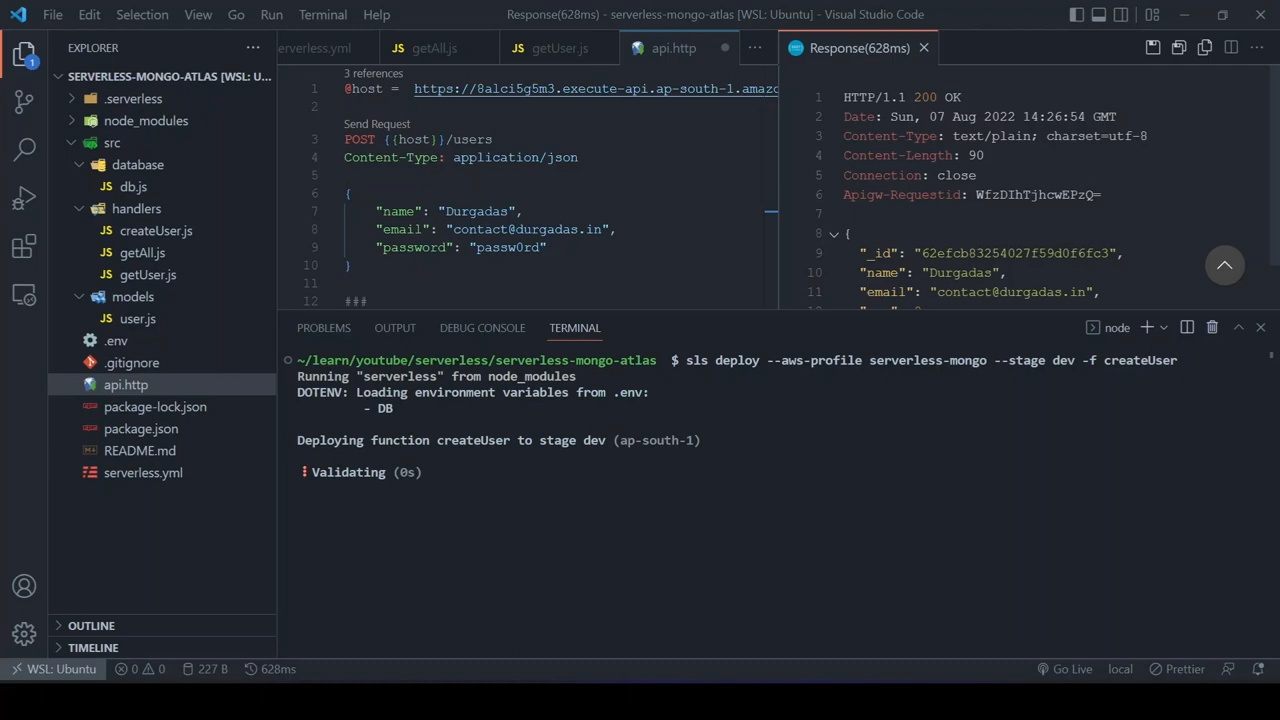 File Edit Selection View Go Run Terminal Help
Response(628ms) - serverless-mongo-atlas [WSL: Ubuntu] - Visual Studio Code
1
EXPLORER
SERVERLESS-MONGO-ATLAS [WSL: U...
.serverless
node_modules
src
database
JS db.js
handlers
JS createUser.js
JS getAll.js
JS getUser.js
models
JS user.js
.env
.gitignore
api.http
package-lock.json
package.json
README.md
serverless.yml
OUTLINE
TIMELINE
erverless.yml
JS getAll.js
JS getUser.js
api.http
3 references
1 @host = https://8alci5g5m3.execute-api.ap-south-1.amazo
2
Send Request
3 POST {{host}}/users
4 Content-Type: application/json
5
6 {
7 "name": "Durgadas",
8 "email": "contact@durgadas.in",
9 "password": "passw0rd"
10 }
11
12 ###
Response(628ms)
1 HTTP/1.1 200 OK
2 Date: Sun, 07 Aug 2022 14:26:54 GMT
3 Content-Type: text/plain; charset=utf-8
4 Content-Length: 90
5 Connection: close
6 Apigw-Requestid: WfzDIhTjhcwEPzQ=
7
8 {
9 "_id": "62efcb83254027f59d0f6fc3",
10 "name": "Durgadas",
11 "email": "contact@durgadas.in",
PROBLEMS OUTPUT DEBUG CONSOLE TERMINAL
node
~/learn/youtube/serverless/serverless-mongo-atlas $ sls deploy --aws-profile serverless-mongo --stage dev -f createUser
Running "serverless" from node_modules
DOTENV: Loading environment variables from .env:
- DB
Deploying function createUser to stage dev (ap-south-1)
Validating (0s)
WSL: Ubuntu 0 0 227 B 628ms
Go Live local Prettier